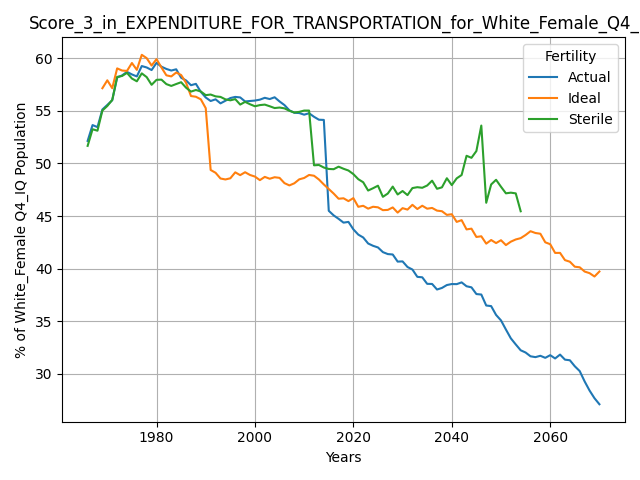 Score_3_in_EXPENDITURE_FOR_TRANSPORTATION_for_White_Female_Q4_
Fertility
Actual
Ideal
Sterile
% of White_Female Q4_IQ Population
60
55
50
45
40
35
30
1980
2000
2020
2040
2060
Years